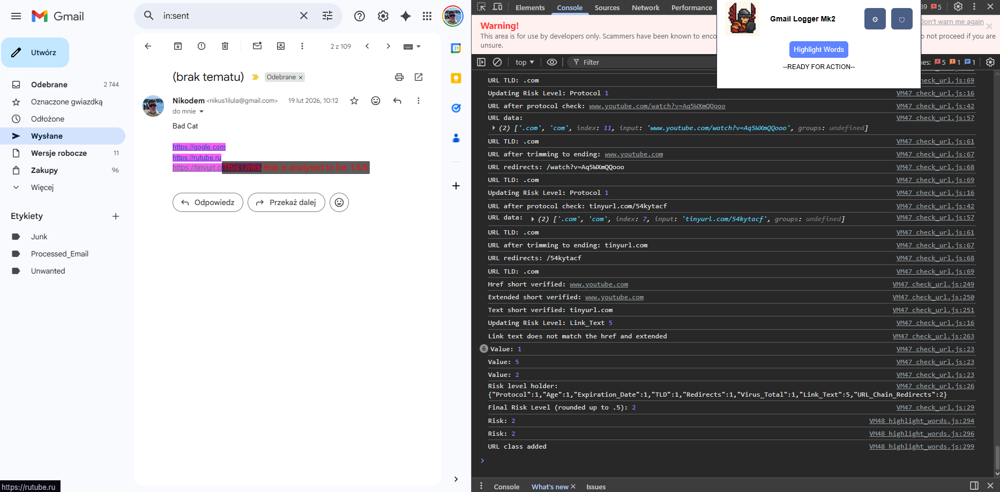 Gmail
in:sent
Utwórz
Odebrane 2 744
Oznaczone gwiazdką
Odłożone
Wysłane
Wersje robocze 11
Zakupy 96
Więcej
Etykiety
Junk
Processed_Email
Unwanted
2 z 109
(brak tematu)
Odebrane ×
Nikodem <nikus1ilula@gmail.com> 19 lut 2026, 10:12
do mnie
Bad Cat
https://gogle.com
https://rutube.ru
https://tinyurl.c
This Links Risk is analysed to be: 1,5/5
Odpowiedz
Przekaż dalej
31
https://rutube.ru
Elements Console Sources Network Performance
39 5
Warning!
Don't warn me again
This area is for use by developers only. Scammers have been known to enco
o not proceed if you are
unsure.
Gmail Logger Mk2
Highlight Words
--READY FOR ACTION--
top Filter
ues: 5 1 1
URL TLD: .com heck_url.js:69
Updating Risk Level: Protocol 1 VM47 check_url.js:16
URL after protocol check: www.youtube.com/watch?v=Aq5WXmQQooo VM47 check_url.js:42
URL data: VM47 check_url.js:57
(2) ['.com', 'com', index: 11, input: 'www.youtube.com/watch?v=Aq5WXmQQooo', groups: undefined]
URL TLD: .com VM47 check_url.js:61
URL after trimming to ending: www.youtube.com VM47 check_url.js:67
URL redirects: /watch?v=Aq5WXmQQooo VM47 check_url.js:68
URL TLD: .com VM47 check_url.js:69
Updating Risk Level: Protocol 1 VM47 check_url.js:16
URL after protocol check: tinyurl.com/54kytacf VM47 check_url.js:42
URL data: (2) ['.com', 'com', index: 7, input: 'tinyurl.com/54kytacf', groups: undefined] VM47 check_url.js:57
URL TLD: .com VM47 check_url.js:61
URL after trimming to ending: tinyurl.com VM47 check_url.js:67
URL redirects: /54kytacf VM47 check_url.js:68
URL TLD: .com VM47 check_url.js:69
Href short verified: www.youtube.com VM47 check_url.js:249
Extended short verified: www.youtube.com VM47 check_url.js:250
Text short verified: tinyurl.com VM47 check_url.js:251
Updating Risk Level: Link_Text 5 VM47 check_url.js:16
Link text does not match the href and extended VM47 check_url.js:263
6 Value: 1 VM47 check_url.js:23
Value: 5 VM47 check_url.js:23
Value: 2 VM47 check_url.js:23
Risk level holder: VM47 check_url.js:26
{"Protocol":1,"Age":1,"Expiration_Date":1,"TLD":1,"Redirects":1,"Virus_Total":1,"Link_Text":5,"URL_Chain_Redirects":2}
Final Risk Level (rounded up to .5): 2 VM47 check_url.js:29
Risk: 2 VM48 highlight_words.js:294
Risk: 2 VM48 highlight_words.js:296
URL class added VM48 highlight_words.js:299
Console What's new Issues